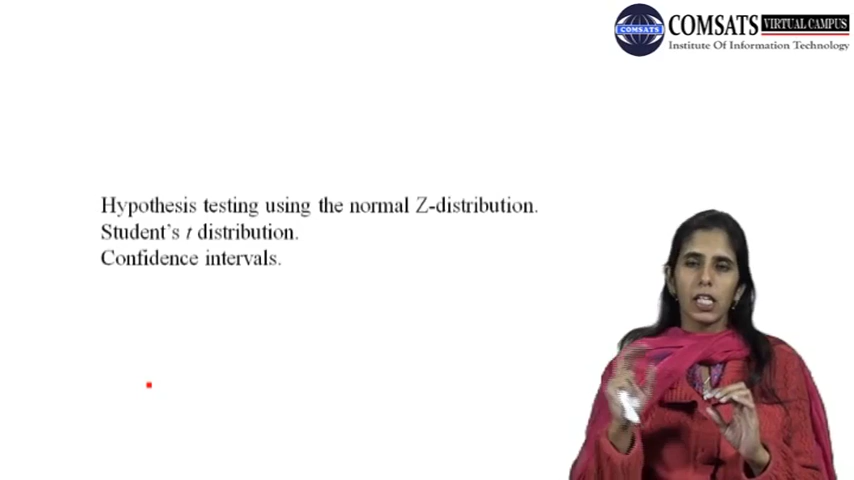 COMSATS VIRTUAL CAMPUS
COMSATS
Institute Of Information Technology
Hypothesis testing using the normal Z-distribution.
Student's t distribution.
Confidence intervals.